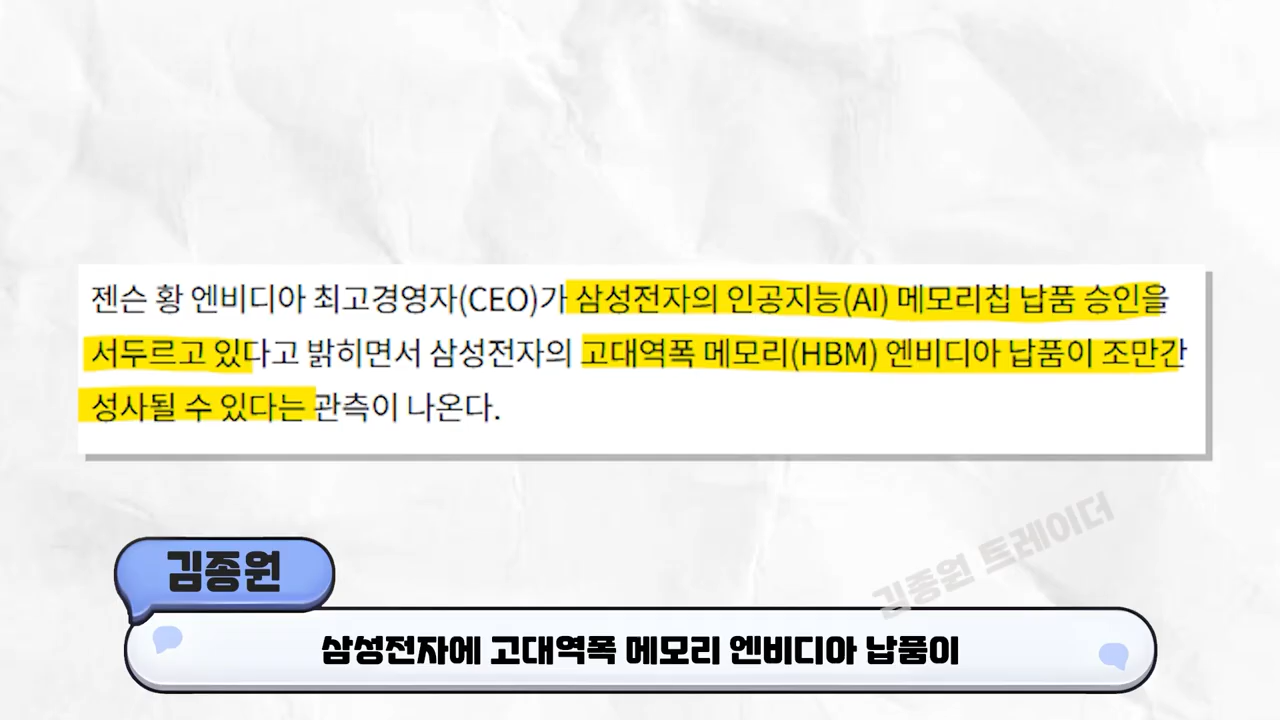 젠슨 황 엔비디아 최고경영자(CEO)가 삼성전자의 인공지능(AI) 메모리칩 납품 승인을
서두르고 있다고 밝히면서 삼성전자의 고대역폭 메모리(HBM) 엔비디아 납품이 조만간
성사될 수 있다는 관측이 나온다.
김종원 트레이더
김종원
삼성전자에 고대역폭 메모리 엔비디아 납품이